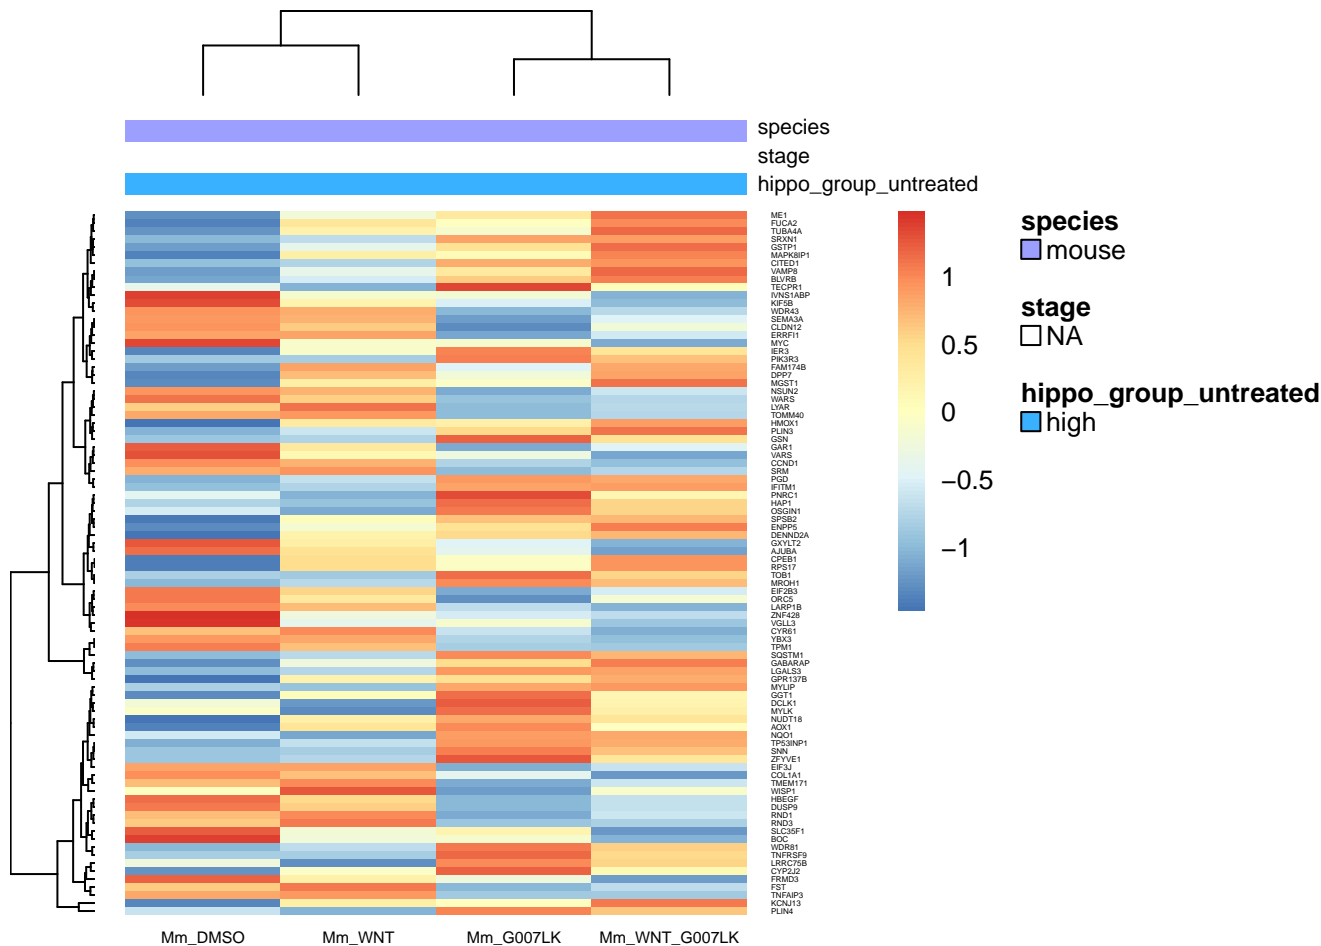 species
stage
hippo_group_untreated
ME1
FUCA2
TUBA4A
SRXN1
GSTP1
MAPK8IP1
CITED1
VAMP8
BLVRB
TECPR1
IVNS1ABP
KIF5B
WDR43
SEMA3A
CLDN12
ERRFI1
MYC
IER3
PIK3R3
FAM174B
DPP7
MGST1
NSUN2
WARS
LYAR
TOMM40
HMOX1
PLIN3
GSN
GAR1
VARS
CCND1
SRM
PGD
IFITM1
PNRC1
HAP1
OSGIN1
SPSB2
ENPP5
DENND2A
GXYLT2
AJUBA
CPEB1
RPS17
TOB1
MROH1
EIF2B3
ORC5
LARP1B
ZNF428
VGLL3
CYR61
YBX3
TPM1
SQSTM1
GABARAP
LGALS3
GPR137B
MYLIP
GGT1
DCLK1
MYLK
NUDT18
AOX1
NQO1
TP53INP1
SNN
ZFYVE1
EIF3J
COL1A1
TMEM171
WISP1
HBEGF
DUSP9
RND1
RND3
SLC35F1
BOC
WDR81
TNFRSF9
LRRC75B
CYP2J2
FRMD3
FST
TNFAIP3
KCNJ13
PLIN4
1
0.5
0
−0.5
−1
species
mouse
stage
NA
hippo_group_untreated
high
Mm_DMSO Mm_WNT Mm_G007LK Mm_WNT_G007LK